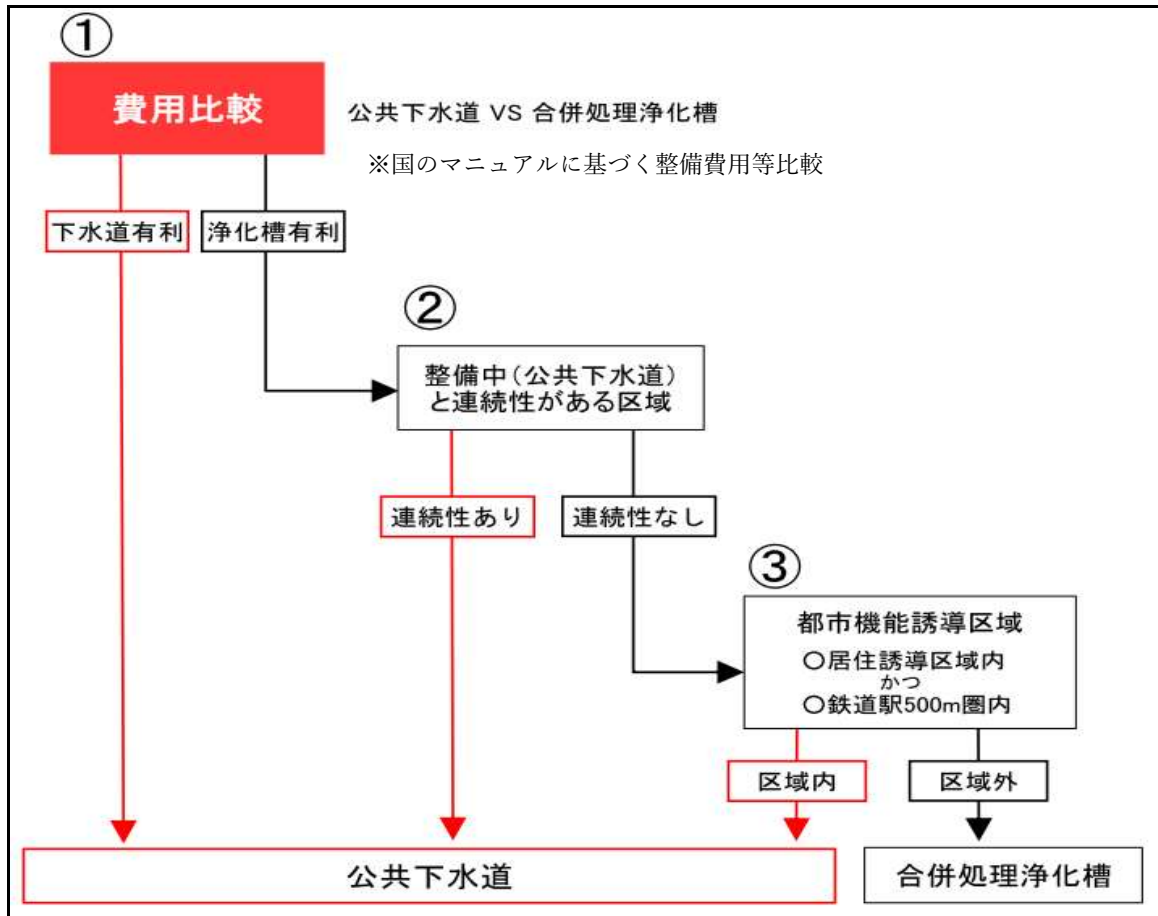 ①
費用比較
公共下水道 VS 合併処理浄化槽
※国のマニュアルに基づく整備費用等比較
下水道有利
浄化槽有利
②
整備中(公共下水道)
と連続性がある区域
連続性あり
連続性なし
③
都市機能誘導区域
○居住誘導区域内
かつ
○鉄道駅500m圏内
区域内
区域外
公共下水道
合併処理浄化槽